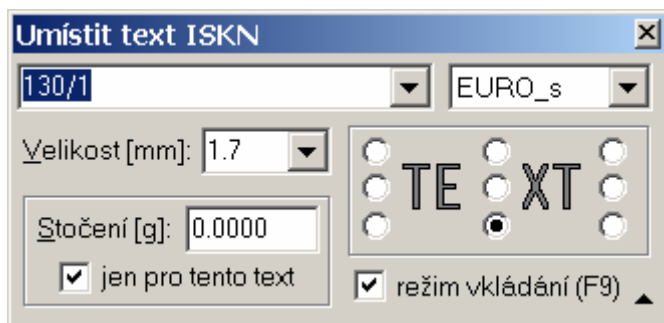 Umístit text ISKN
130/1 EURO_s
Velikost [mm]: 1.7
TE XT
Stočení [g]: 0.0000
jen pro tento text
režim vkládání (F9)